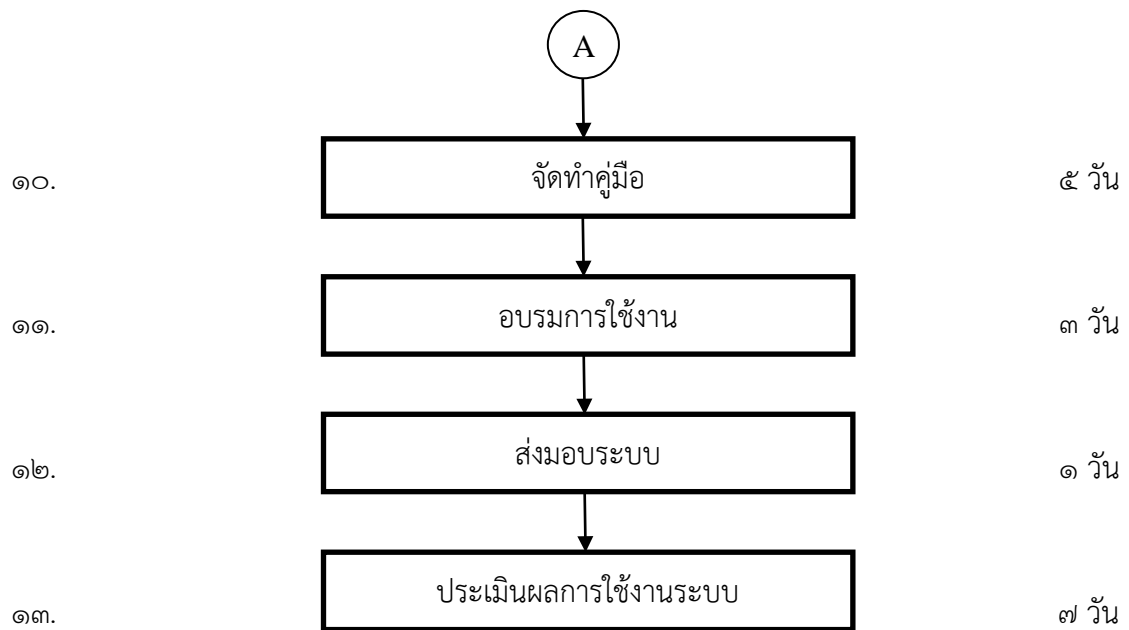 A
๑๐. จัดทำคู่มือ ๕ วัน
๑๑. อบรมการใช้งาน ๓ วัน
๑๒. ส่งมอบระบบ ๑ วัน
๑๓. ประเมินผลการใช้งานระบบ ๗ วัน